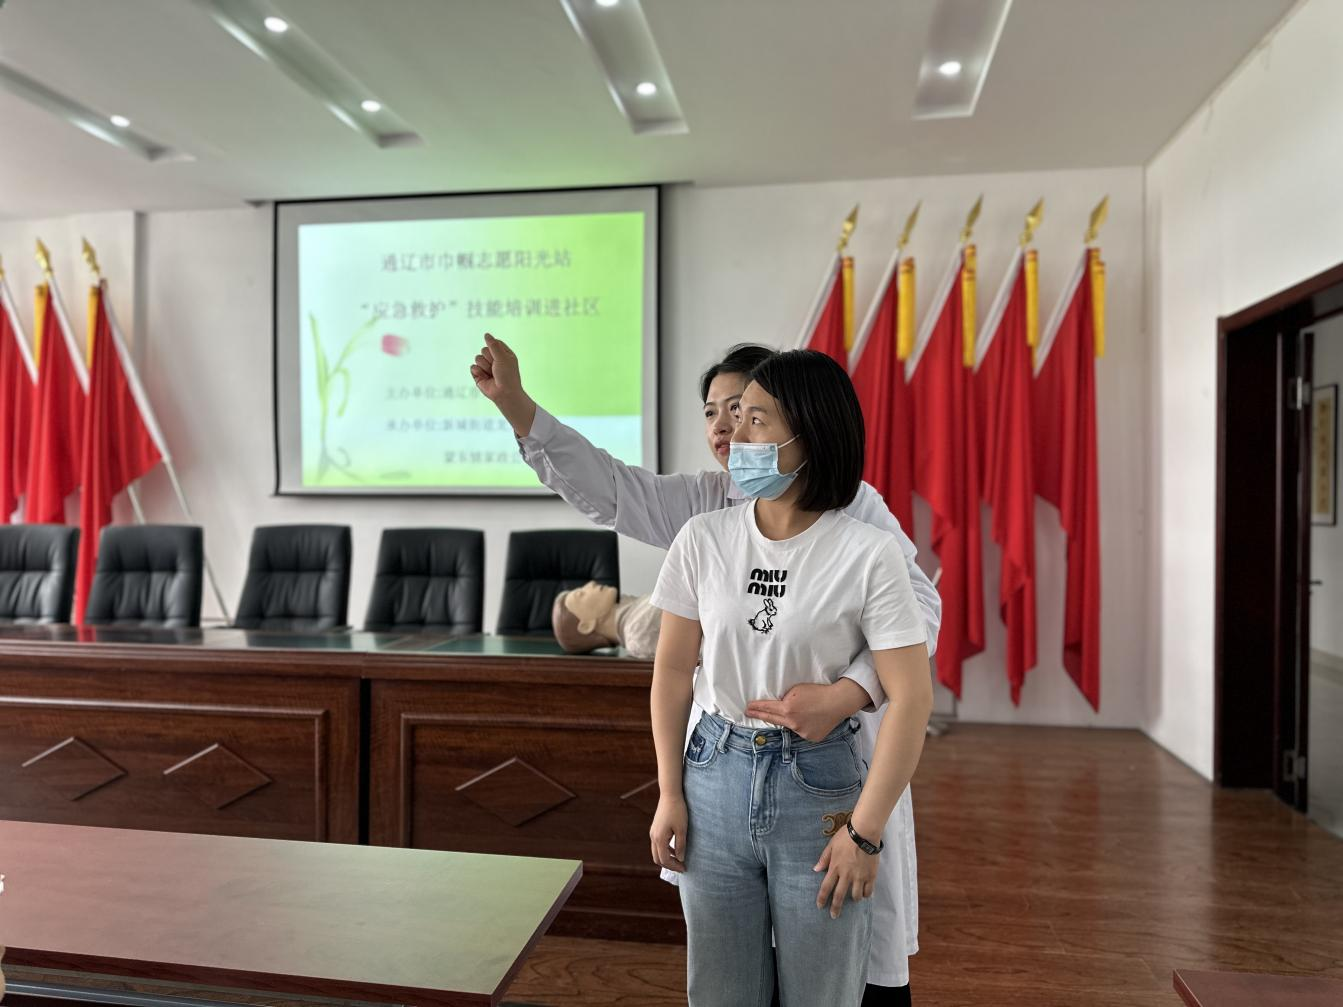 通辽市巾帼志愿阳光站
“应急救护”技能培训进社区
主办单位:通辽市
承办单位:新城街道
蒙东姐家政
miu
miu